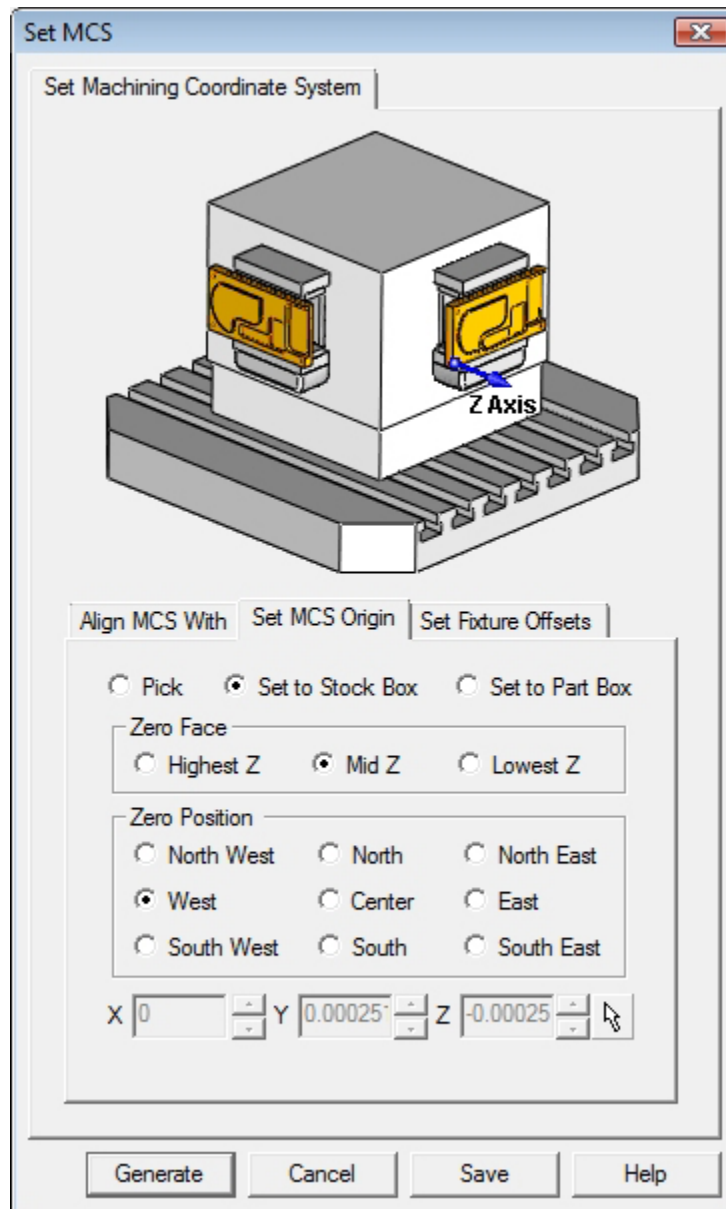 Set MCS
Set Machining Coordinate System
Z Axis
Align MCS With Set MCS Origin Set Fixture Offsets
Pick Set to Stock Box Set to Part Box
Zero Face
Highest Z Mid Z Lowest Z
Zero Position
North West North North East
West Center East
South West South South East
X 0 Y 0.00025 Z -0.00025
Generate Cancel Save Help